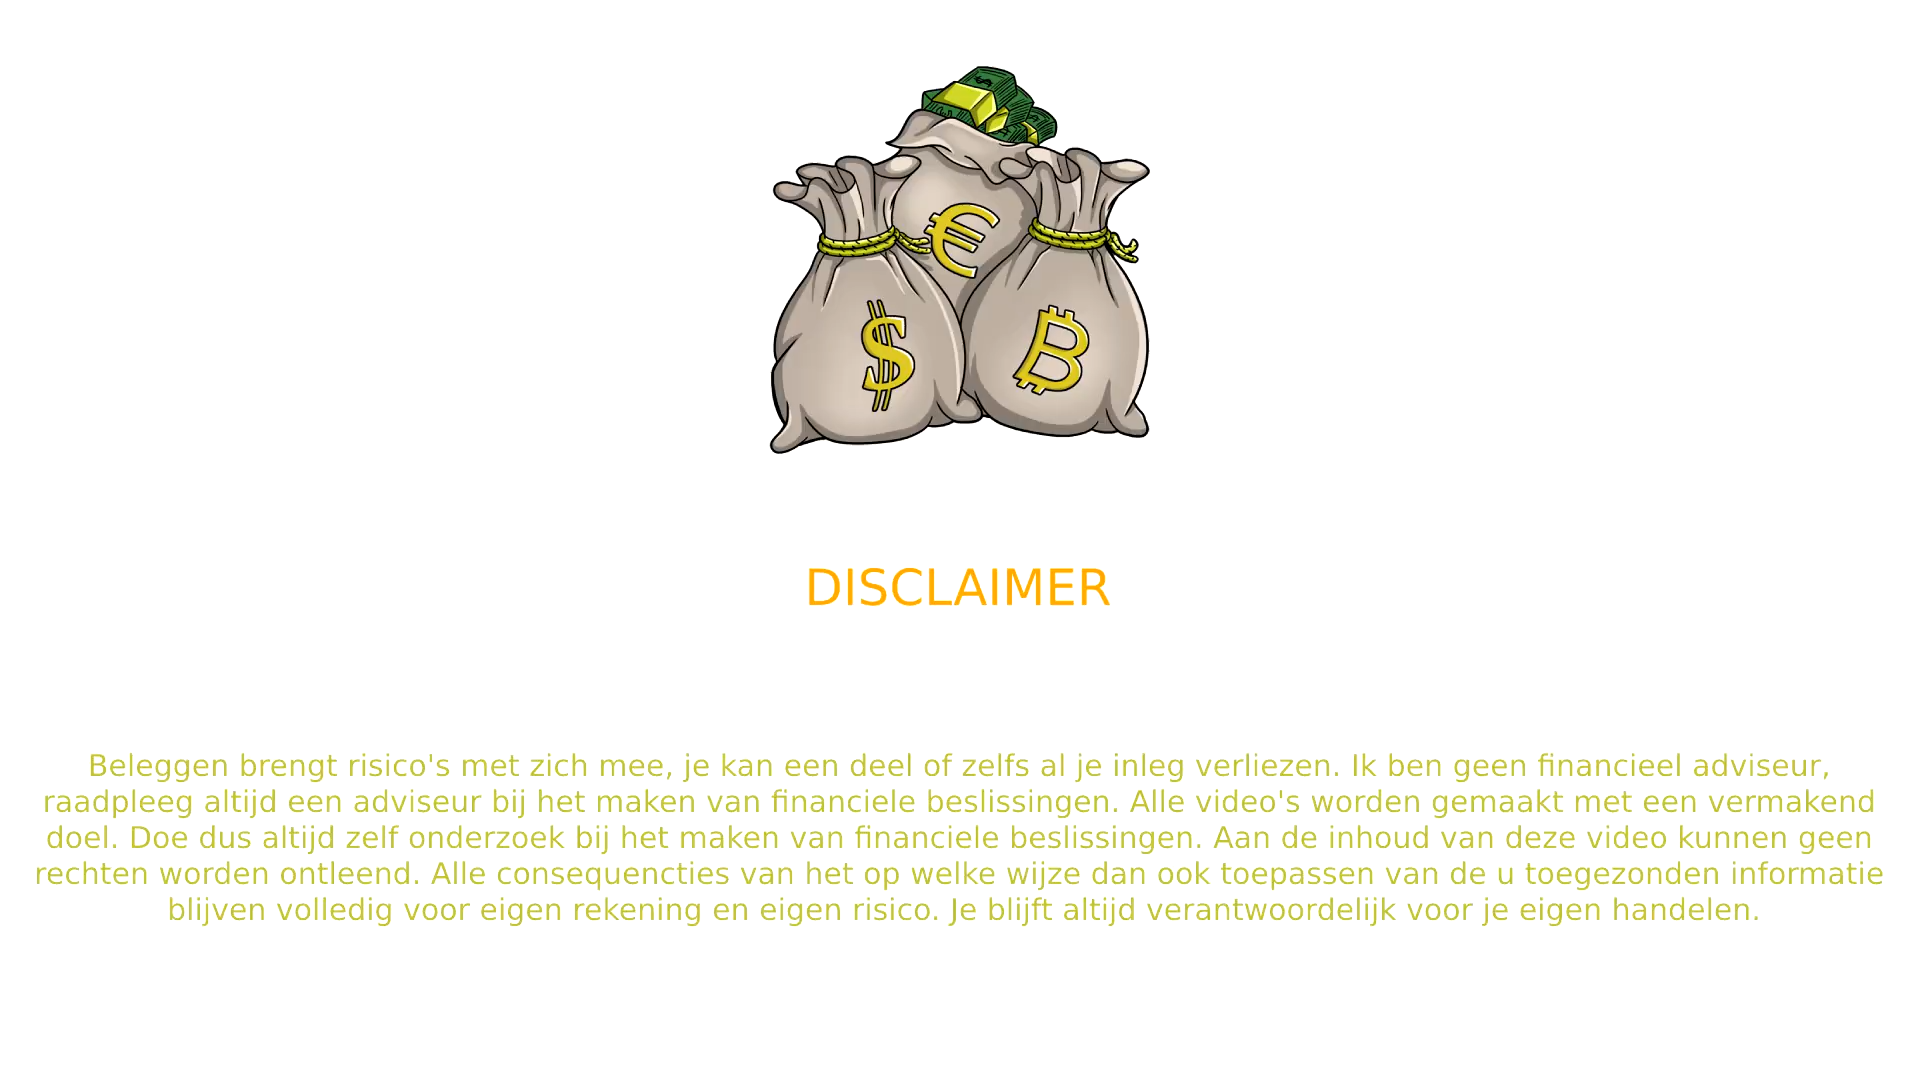 €
$
₿
DISCLAIMER
Beleggen brengt risico's met zich mee, je kan een deel of zelfs al je inleg verliezen. Ik ben geen financieel adviseur,
raadpleeg altijd een adviseur bij het maken van financiele beslissingen. Alle video's worden gemaakt met een vermakend
doel. Doe dus altijd zelf onderzoek bij het maken van financiele beslissingen. Aan de inhoud van deze video kunnen geen
rechten worden ontleend. Alle consequencties van het op welke wijze dan ook toepassen van de u toegezonden informatie
blijven volledig voor eigen rekening en eigen risico. Je blijft altijd verantwoordelijk voor je eigen handelen.